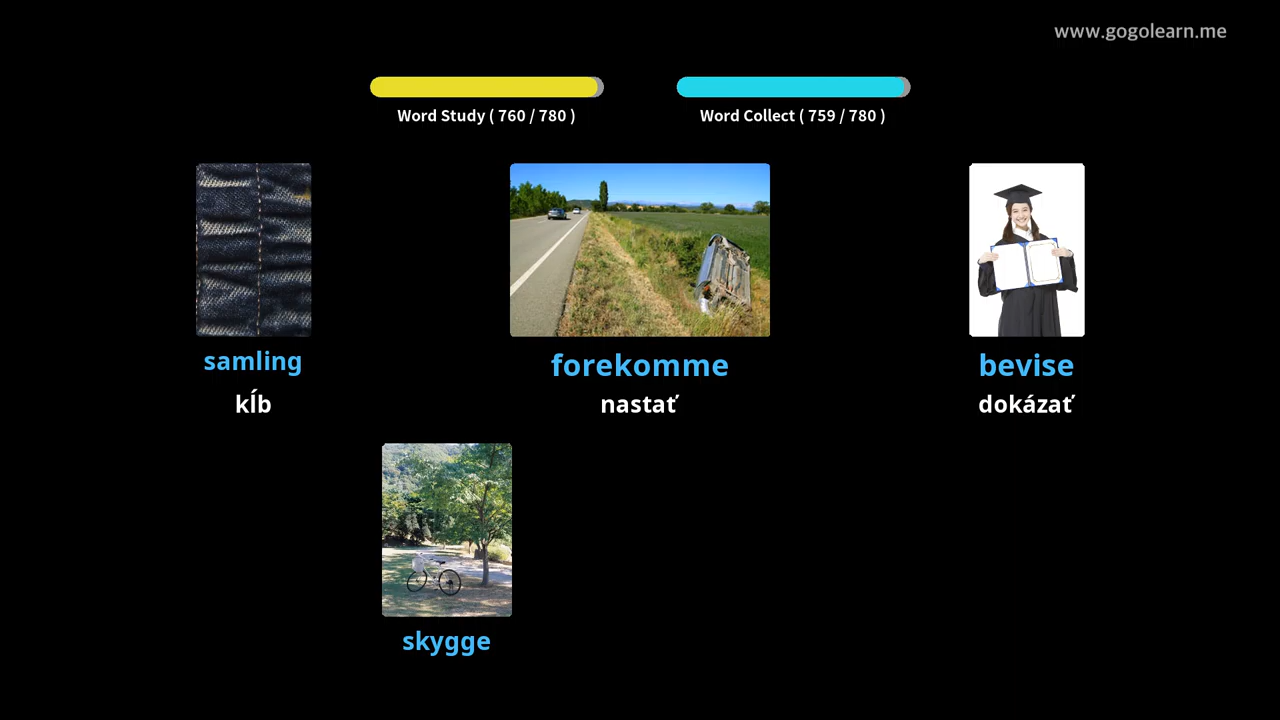 www.gogolearn.me
Word Study ( 760 / 780 )
Word Collect ( 759 / 780 )
samling
kĺb
forekomme
nastať
bevise
dokázať
skygge